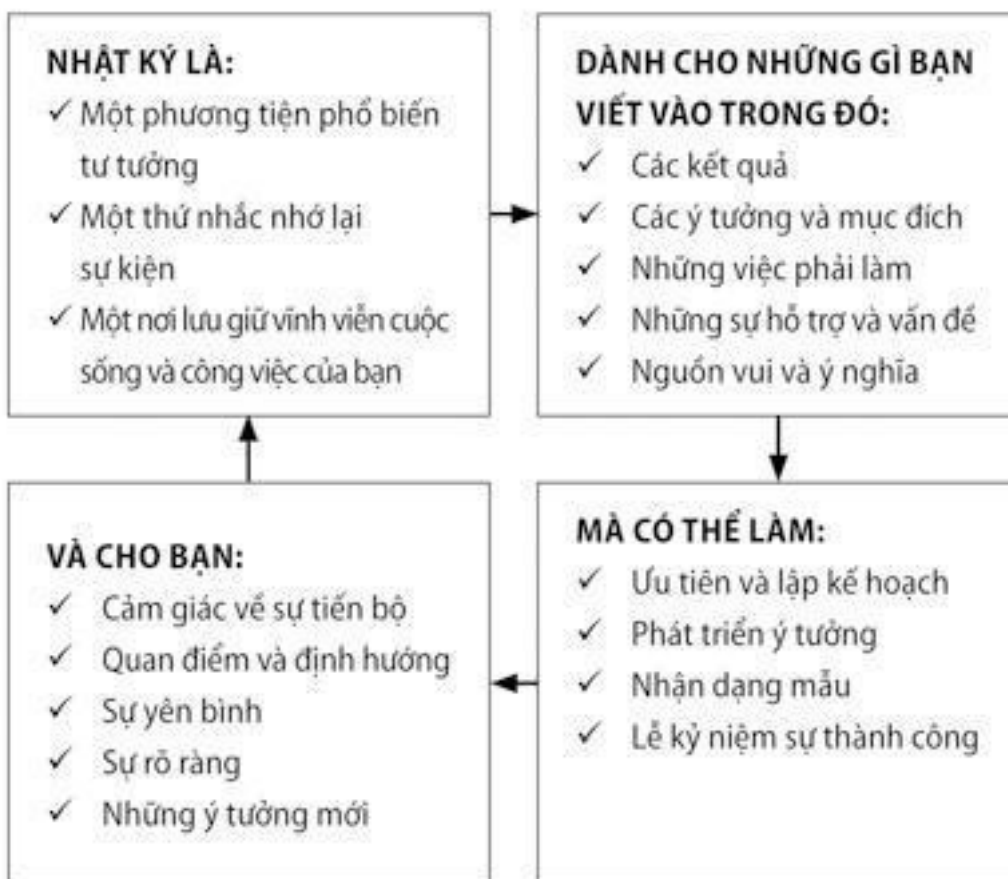 NHẬT KÝ LÀ:
✓ Một phương tiện phổ biến
tư tưởng
✓ Một thứ nhắc nhớ lại
sự kiện
✓ Một nơi lưu giữ vĩnh viễn cuộc
sống và công việc của bạn
DÀNH CHO NHỮNG GÌ BẠN
VIẾT VÀO TRONG ĐÓ:
✓ Các kết quả
✓ Các ý tưởng và mục đích
✓ Những việc phải làm
✓ Những sự hỗ trợ và vấn đề
✓ Nguồn vui và ý nghĩa
MÀ CÓ THỂ LÀM:
✓ Ưu tiên và lập kế hoạch
✓ Phát triển ý tưởng
✓ Nhận dạng mẫu
✓ Lễ kỷ niệm sự thành công
VÀ CHO BẠN:
✓ Cảm giác về sự tiến bộ
✓ Quan điểm và định hướng
✓ Sự yên bình
✓ Sự rõ ràng
✓ Những ý tưởng mới